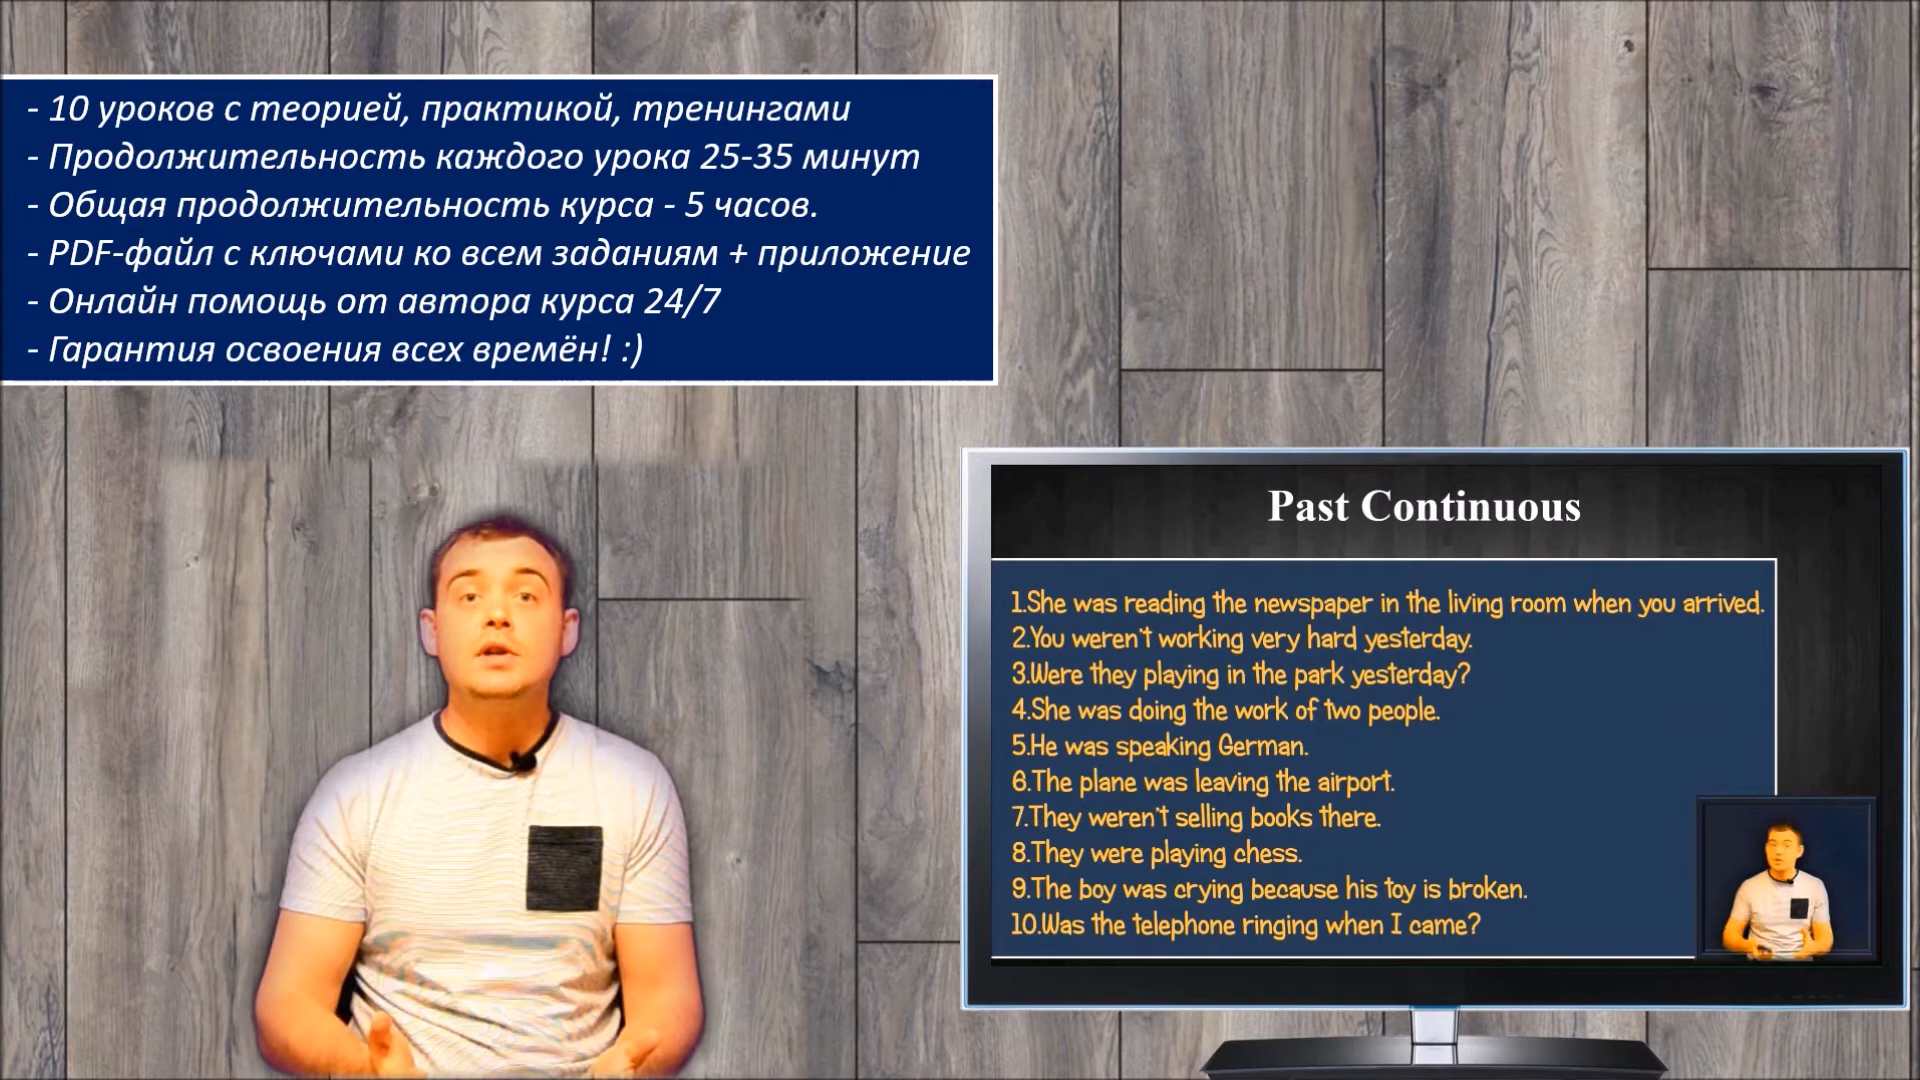 - 10 уроков с теорией, практикой, тренингами
- Продолжительность каждого урока 25-35 минут
- Общая продолжительность курса - 5 часов.
- PDF-файл с ключами ко всем заданиям + приложение
- Онлайн помощь от автора курса 24/7
- Гарантия освоения всех времён! :)
Past Continuous
1.She was reading the newspaper in the living room when you arrived.
2.You weren't working very hard yesterday.
3.Were they playing in the park yesterday?
4.She was doing the work of two people.
5.He was speaking German.
6.The plane was leaving the airport.
7.They weren't selling books there.
8.They were playing chess.
9.The boy was crying because his toy is broken.
10.Was the telephone ringing when I came?